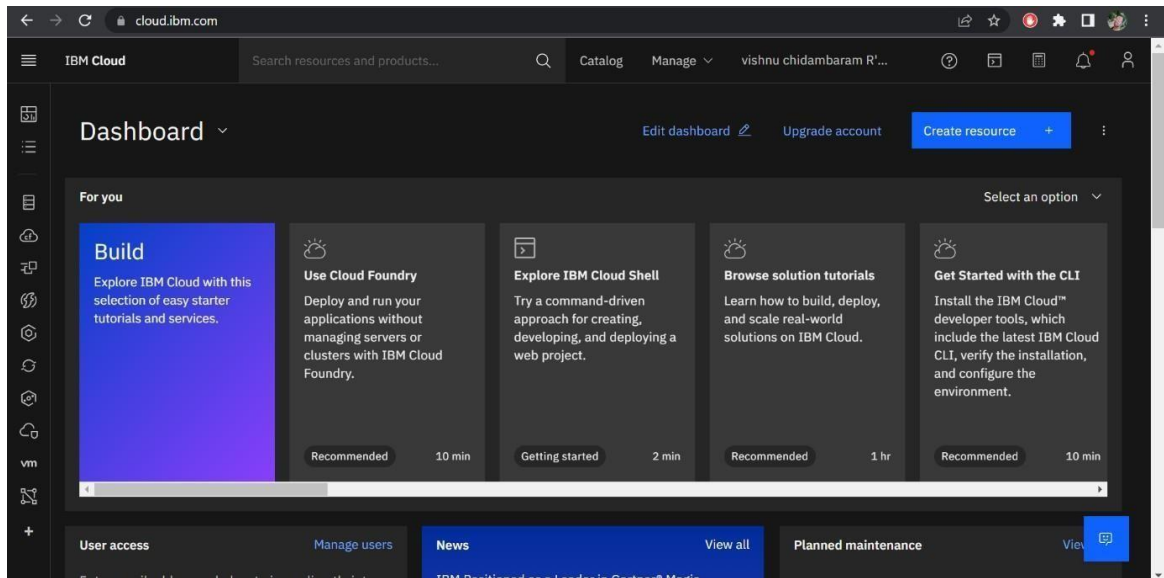 cloud.ibm.com
IBM Cloud
Search resources and products...
Catalog
Manage
vishnu chidambaram R'...
Dashboard
Edit dashboard
Upgrade account
Create resource +
For you
Select an option
Build
Explore IBM Cloud with this
selection of easy starter
tutorials and services.
Use Cloud Foundry
Deploy and run your
applications without
managing servers or
clusters with IBM Cloud
Foundry.
Recommended
10 min
Explore IBM Cloud Shell
Try a command-driven
approach for creating,
developing, and deploying a
web project.
Getting started
2 min
Browse solution tutorials
Learn how to build, deploy,
and scale real-world
solutions on IBM Cloud.
Recommended
1 hr
Get Started with the CLI
Install the IBM Cloud™
developer tools, which
include the latest IBM Cloud
CLI, verify the installation,
and configure the
environment.
Recommended
10 min
vm
User access
Manage users
News
View all
Planned maintenance